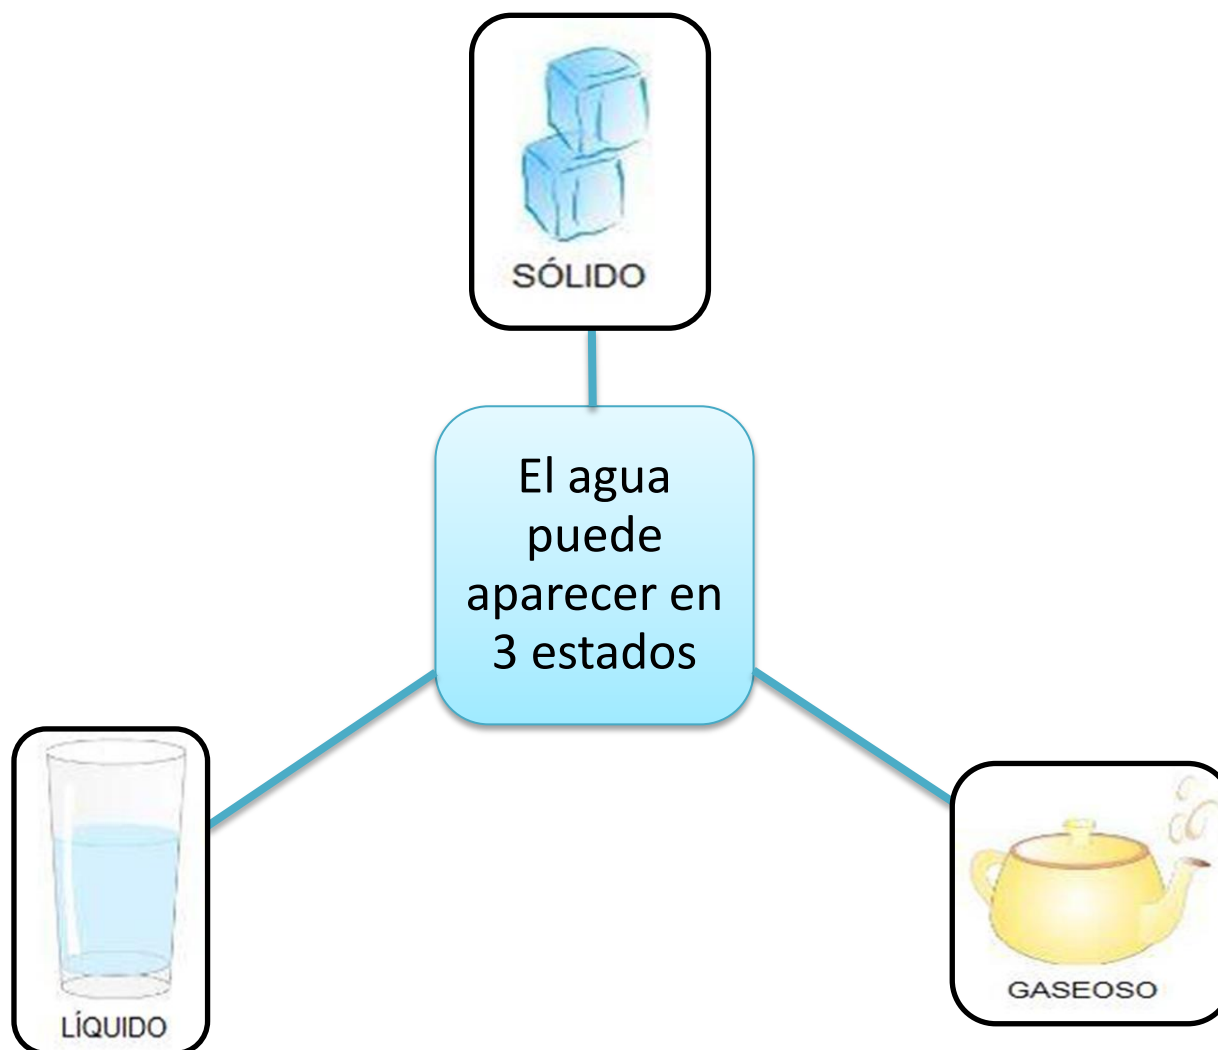 SÓLIDO
El agua
puede
aparecer en
3 estados
LÍQUIDO
GASEOSO